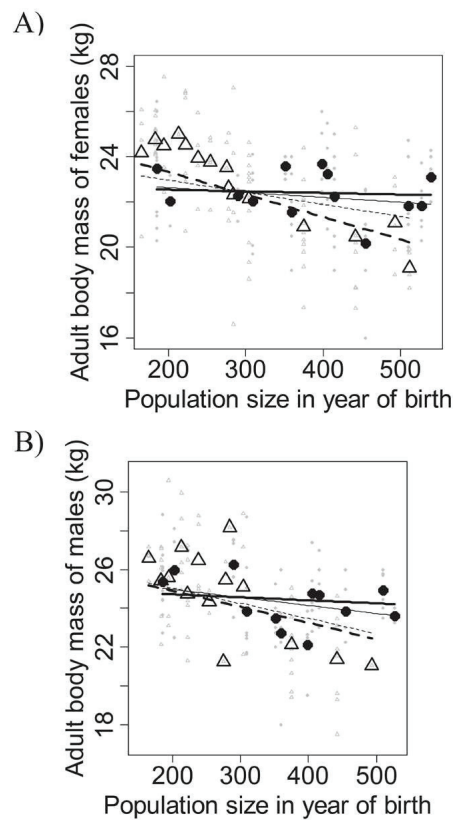 A)
Adult body mass of females (kg)
28
24
20
16
200 300 400 500
Population size in year of birth
B)
Adult body mass of males (kg)
30
26
22
18
200 300 400 500
Population size in year of birth